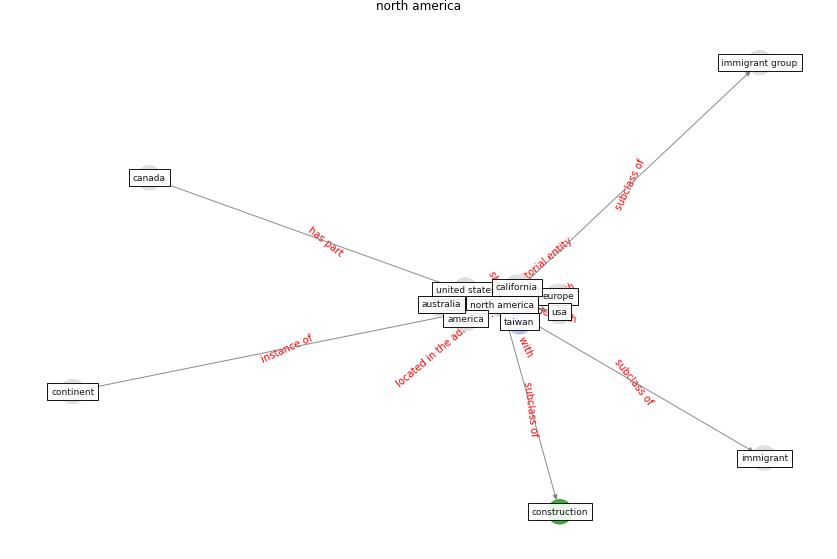 north america
immigrant group
canada
subclass of
has part
torial entity
california
united state
europe
australia
north america
usa
america
taiwan
located in the ad
instance of
with
subclass of
continent
subclass of
immigrant
construction